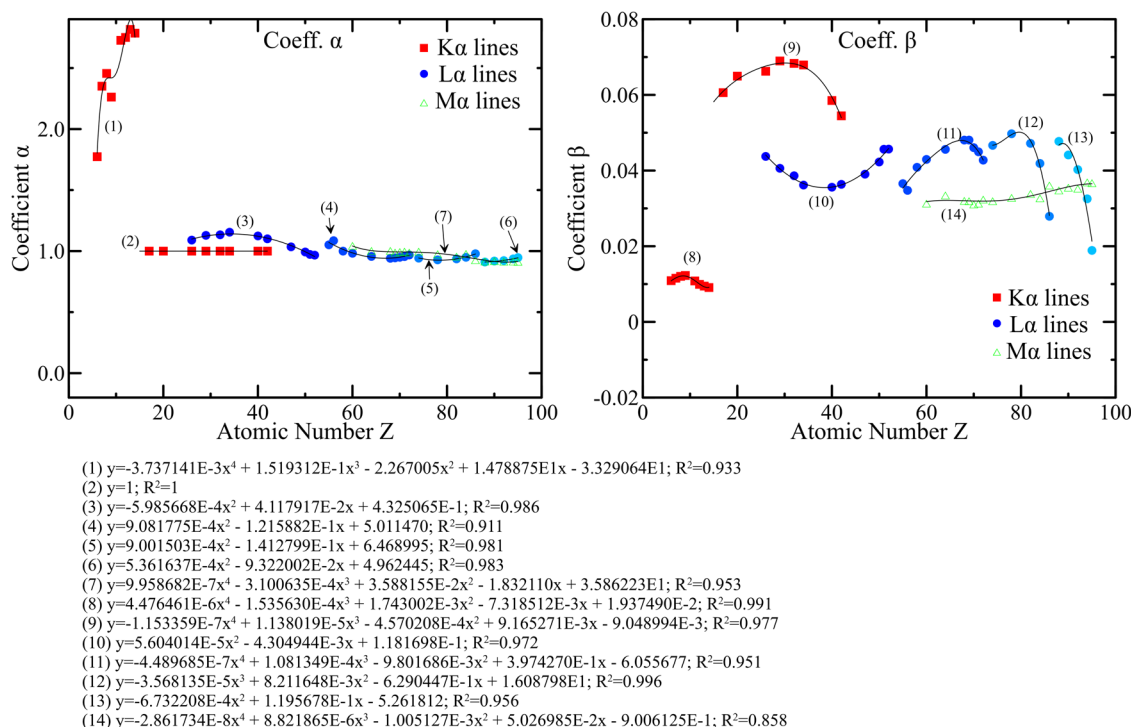 Coeff. α
Kα lines
Lα lines
Mα lines
(1)
(2)
(3)
(4)
(5)
(6)
(7)
2.0
1.0
0.0
0 20 40 60 80 100
Coefficient α
Atomic Number Z
Coeff. β
(8)
(9)
(10)
(11)
(12)
(13)
(14)
Kα lines
Lα lines
Mα lines
0.08
0.06
0.04
0.02
0
-0.02
0 20 40 60 80 100
Coefficient β
Atomic Number Z
(1) y=-3.737141E-3x⁴ + 1.519312E-1x³ - 2.267005x² + 1.478875E1x - 3.329064E1; R²=0.933
(2) y=1; R²=1
(3) y=-5.985668E-4x² + 4.117917E-2x + 4.325065E-1; R²=0.986
(4) y=9.081775E-4x² - 1.215882E-1x + 5.011470; R²=0.911
(5) y=9.001503E-4x² - 1.412799E-1x + 6.468995; R²=0.981
(6) y=5.361637E-4x² - 9.322002E-2x + 4.962445; R²=0.983
(7) y=9.958682E-7x⁴ - 3.100635E-4x³ + 3.588155E-2x² - 1.832110x + 3.586223E1; R²=0.953
(8) y=4.476461E-6x⁴ - 1.535630E-4x³ + 1.743002E-3x² - 7.318512E-3x + 1.937490E-2; R²=0.991
(9) y=-1.153359E-7x⁴ + 1.138019E-5x³ - 4.570208E-4x² + 9.165271E-3x - 9.048994E-3; R²=0.977
(10) y=5.604014E-5x² - 4.304944E-3x + 1.181698E-1; R²=0.972
(11) y=-4.489685E-7x⁴ + 1.081349E-4x³ - 9.801686E-3x² + 3.974270E-1x - 6.055677; R²=0.951
(12) y=-3.568135E-5x³ + 8.211648E-3x² - 6.290447E-1x + 1.608798E1; R²=0.996
(13) y=-6.732208E-4x² + 1.195678E-1x - 5.261812; R²=0.956
(14) y=-2.861734E-8x⁴ + 8.821865E-6x³ - 1.005127E-3x² + 5.026985E-2x - 9.006125E-1; R²=0.858